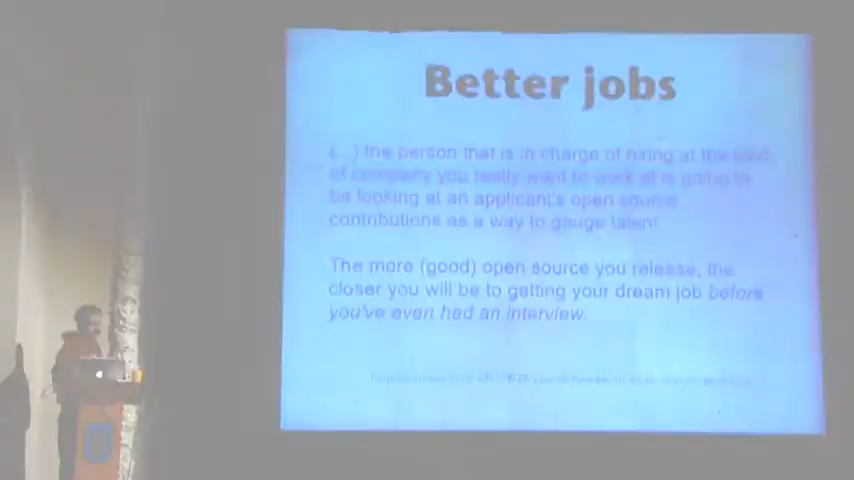 Better jobs
(...) the person that is in charge of hiring at the kind
of company you really want to work at is going to
be looking at an applicant's open source
contributions as a way to gauge talent
The more (good) open source you release, the
closer you will be to getting your dream job before
you've even had an interview.